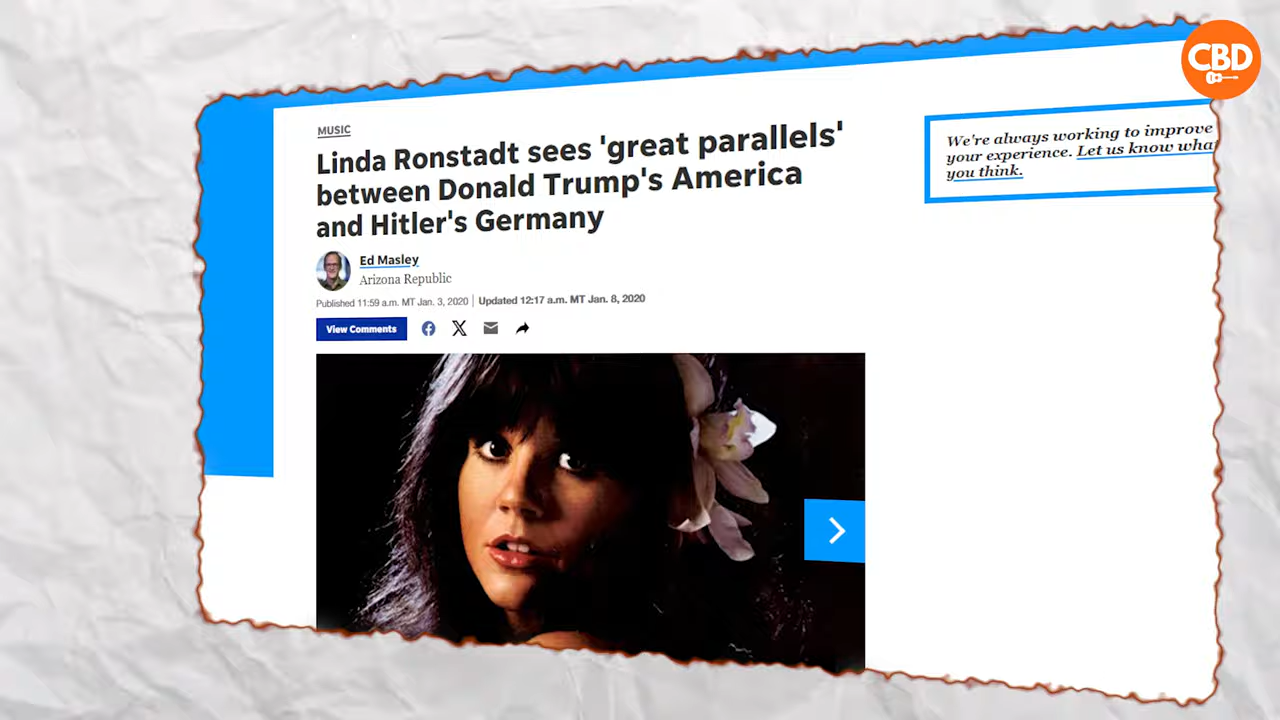 CBD
MUSIC
Linda Ronstadt sees 'great parallels'
between Donald Trump's America
and Hitler's Germany
Ed Masley
Arizona Republic
Published 11:59 a.m. MT Jan. 3, 2020 | Updated 12:17 a.m. MT Jan. 8, 2020
View Comments
We're always working to improve
your experience. Let us know what
you think.